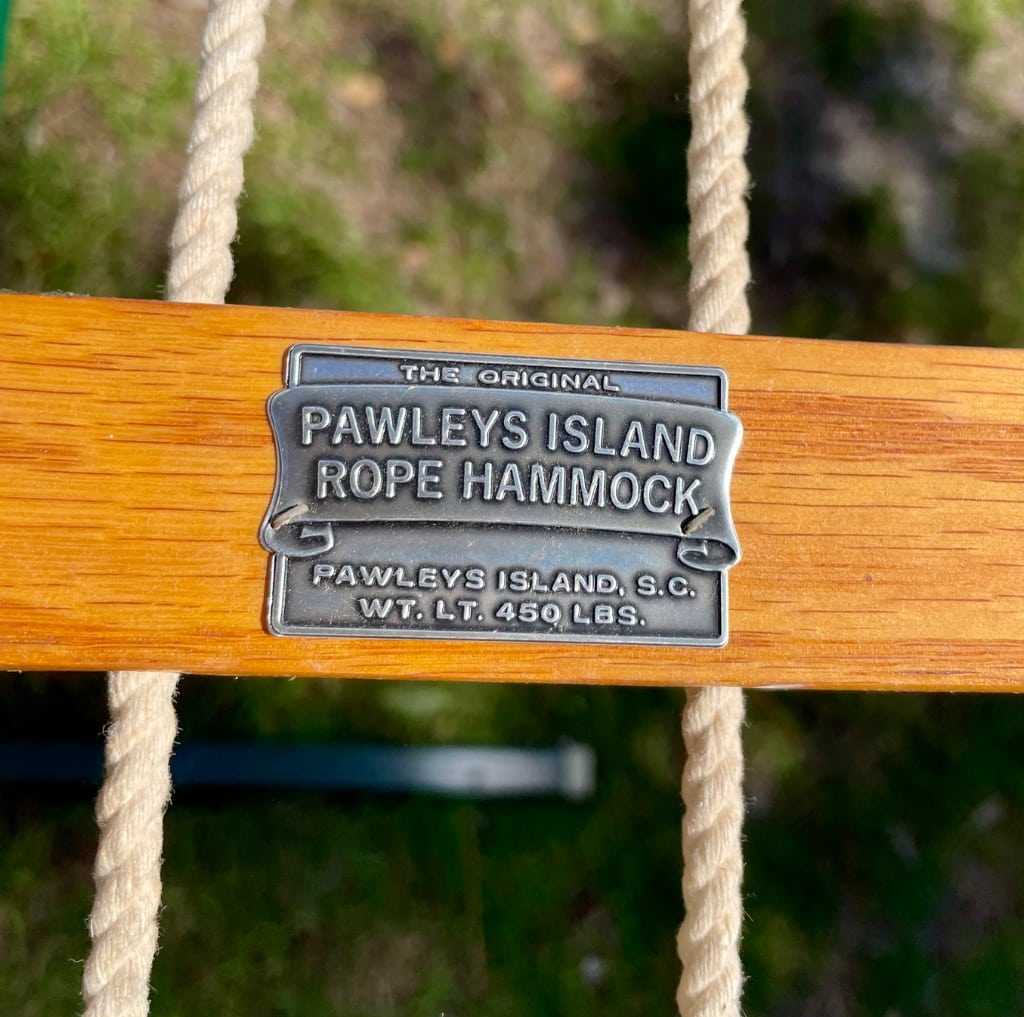 THE ORIGINAL
PAWLEYS ISLAND
ROPE HAMMOCK
PAWLEYS ISLAND, S.C.
WT. LT. 450 LBS.